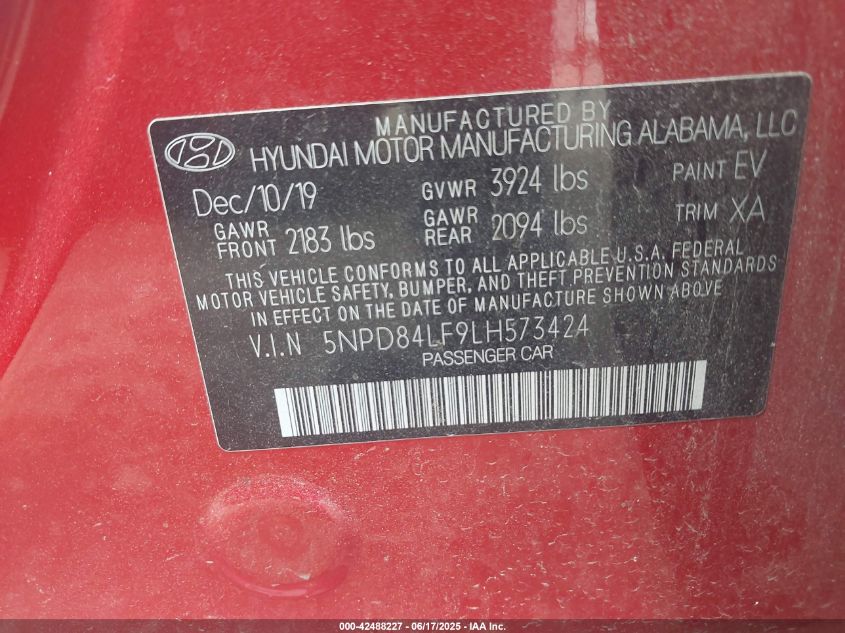 MANUFACTURED BY
HYUNDAI MOTOR MANUFACTURING ALABAMA, LLC
Dec/10/19 GVWR 3924 lbs PAINT EV
GAWR FRONT 2183 lbs GAWR REAR 2094 lbs TRIM XA
THIS VEHICLE CONFORMS TO ALL APPLICABLE U.S.A. FEDERAL
MOTOR VEHICLE SAFETY, BUMPER, AND THEFT PREVENTION STANDARDS
IN EFFECT ON THE DATE OF MANUFACTURE SHOWN ABOVE
V.I.N 5NPD84LF9LH573424
PASSENGER CAR
000-42488227 - 06/17/2025 - IAA Inc.